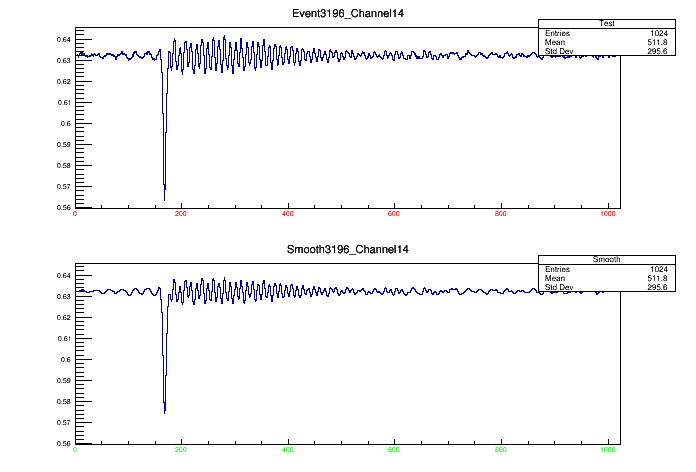 Event3196_Channel14
Test
Entries 1024
Mean 511.8
Std Dev 295.6
0.64
0.63
0.62
0.61
0.6
0.59
0.58
0.57
0.56
0 200 400 600 800 1000
Smooth3196_Channel14
Smooth
Entries 1024
Mean 511.8
Std Dev 295.6
0.64
0.63
0.62
0.61
0.6
0.59
0.58
0.57
0.56
0 200 400 600 800 1000